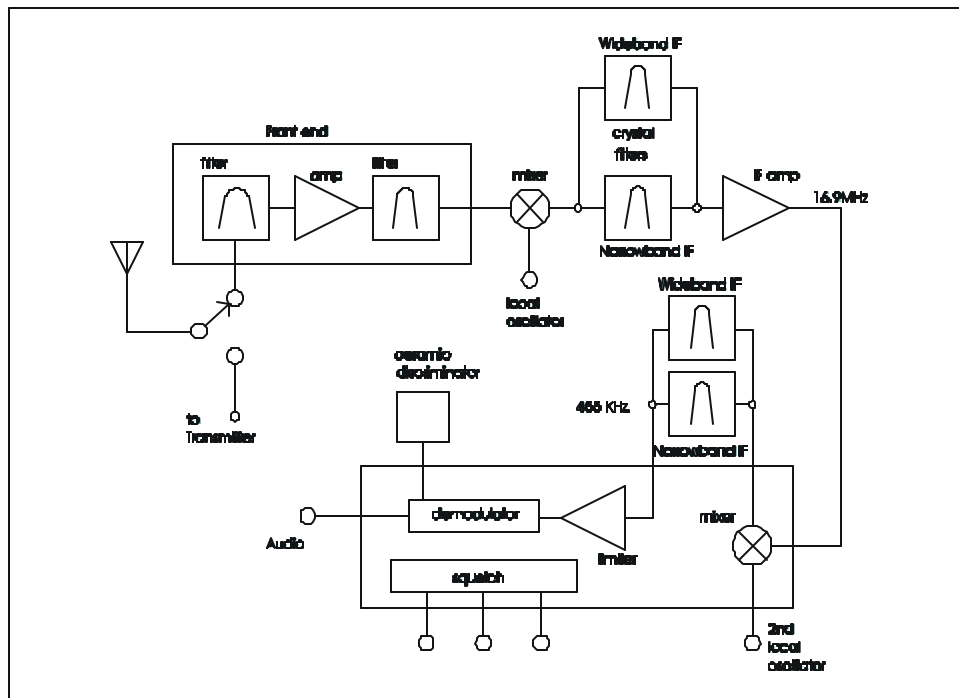 Wideband IF
crystal
filters
Front end
filter
amp
filter
mixer
IF amp
16.9MHz
Narrowband IF
local
oscillator
Wideband IF
ceramic
discriminator
455 KHz
to
Transmitter
Narrowband IF
demodulator
mixer
Audio
limiter
squelch
2nd
local
oscillator